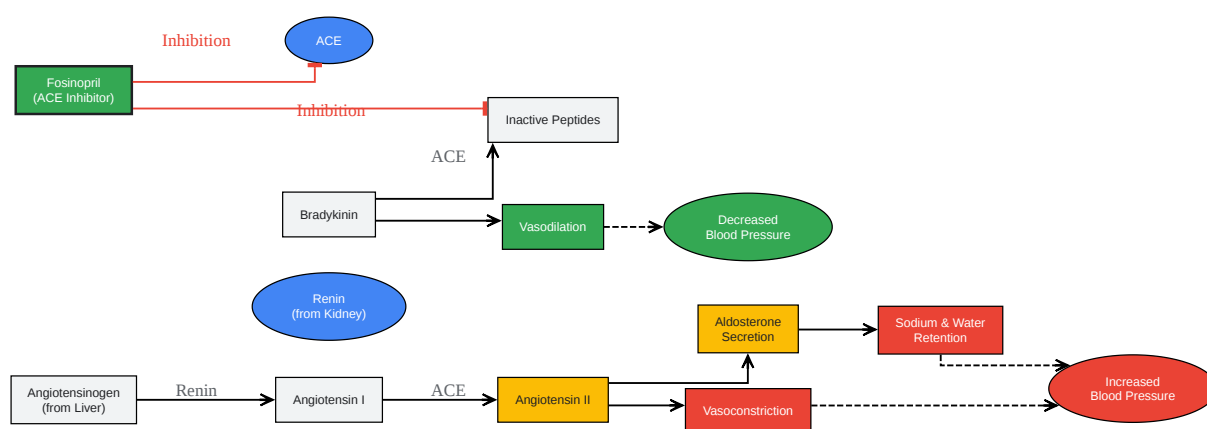 Inhibition
ACE
Fosinopril
(ACE Inhibitor)
Inhibition
Inactive Peptides
ACE
Bradykinin
Vasodilation
Decreased
Blood Pressure
Renin
(from Kidney)
Aldosterone
Secretion
Sodium & Water
Retention
Angiotensinogen
(from Liver)
Renin
Angiotensin I
ACE
Angiotensin II
Vasoconstriction
Increased
Blood Pressure